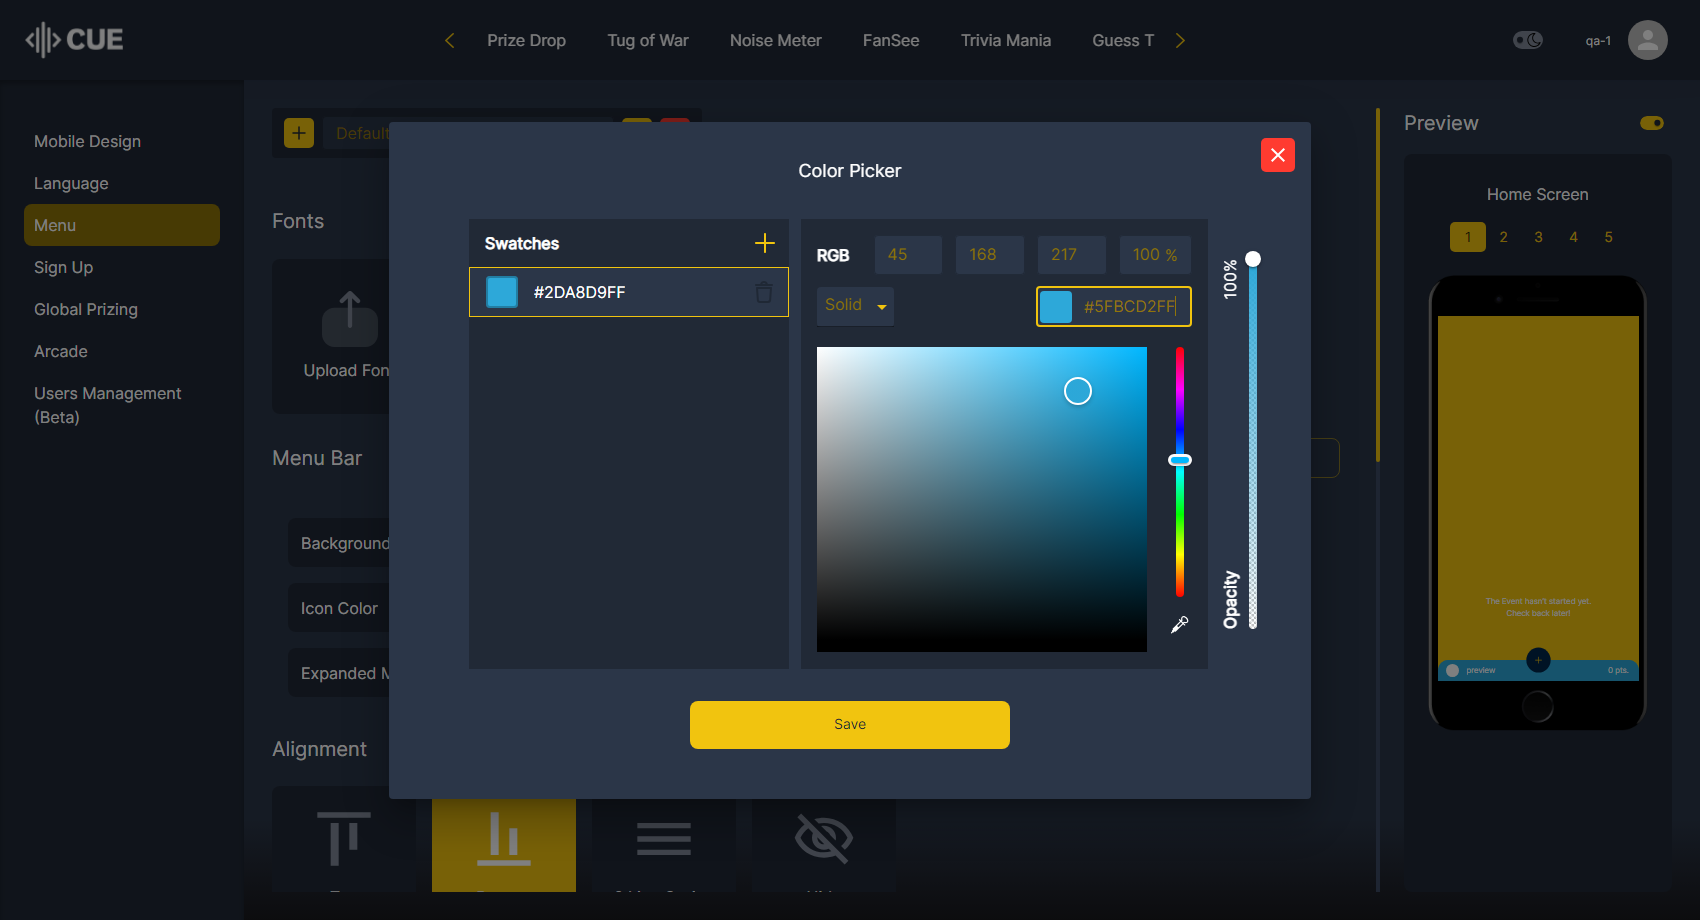 CUE
Prize Drop
Tug of War
Noise Meter
FanSee
Trivia Mania
Guess T
qa-1
Mobile Design
Language
Menu
Sign Up
Global Prizing
Arcade
Users Management
(Beta)
Default
Fonts
Upload Fon
Menu Bar
Background
Icon Color
Expanded M
Alignment
Color Picker
Swatches
#2DA8D9FF
RGB
45
168
217
100 %
Solid
#5FBCD2FF
100%
Opacity
Save
Preview
Home Screen
1 2 3 4 5
The Event hasn't started yet.
Check back later!
preview
0 pts.